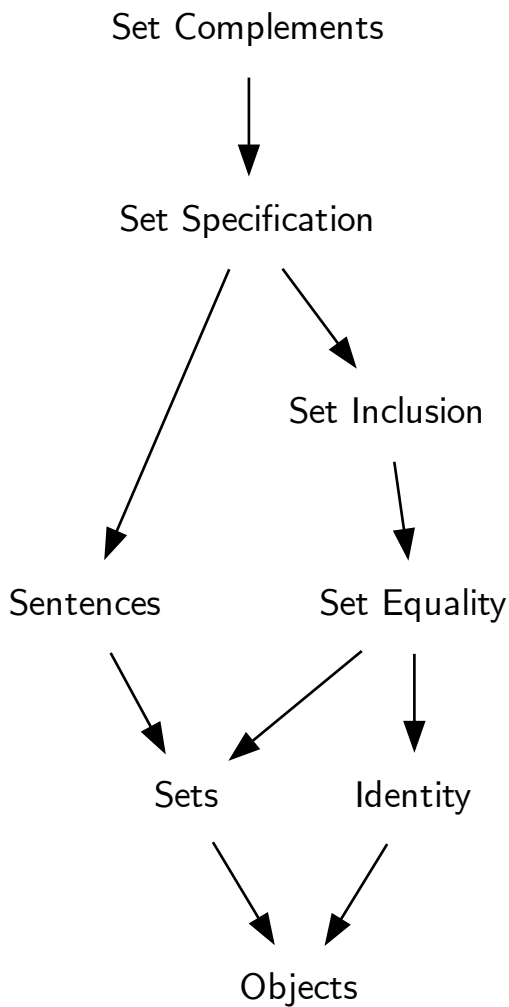 Set Complements
Set Specification
Set Inclusion
Sentences
Set Equality
Sets
Identity
Objects